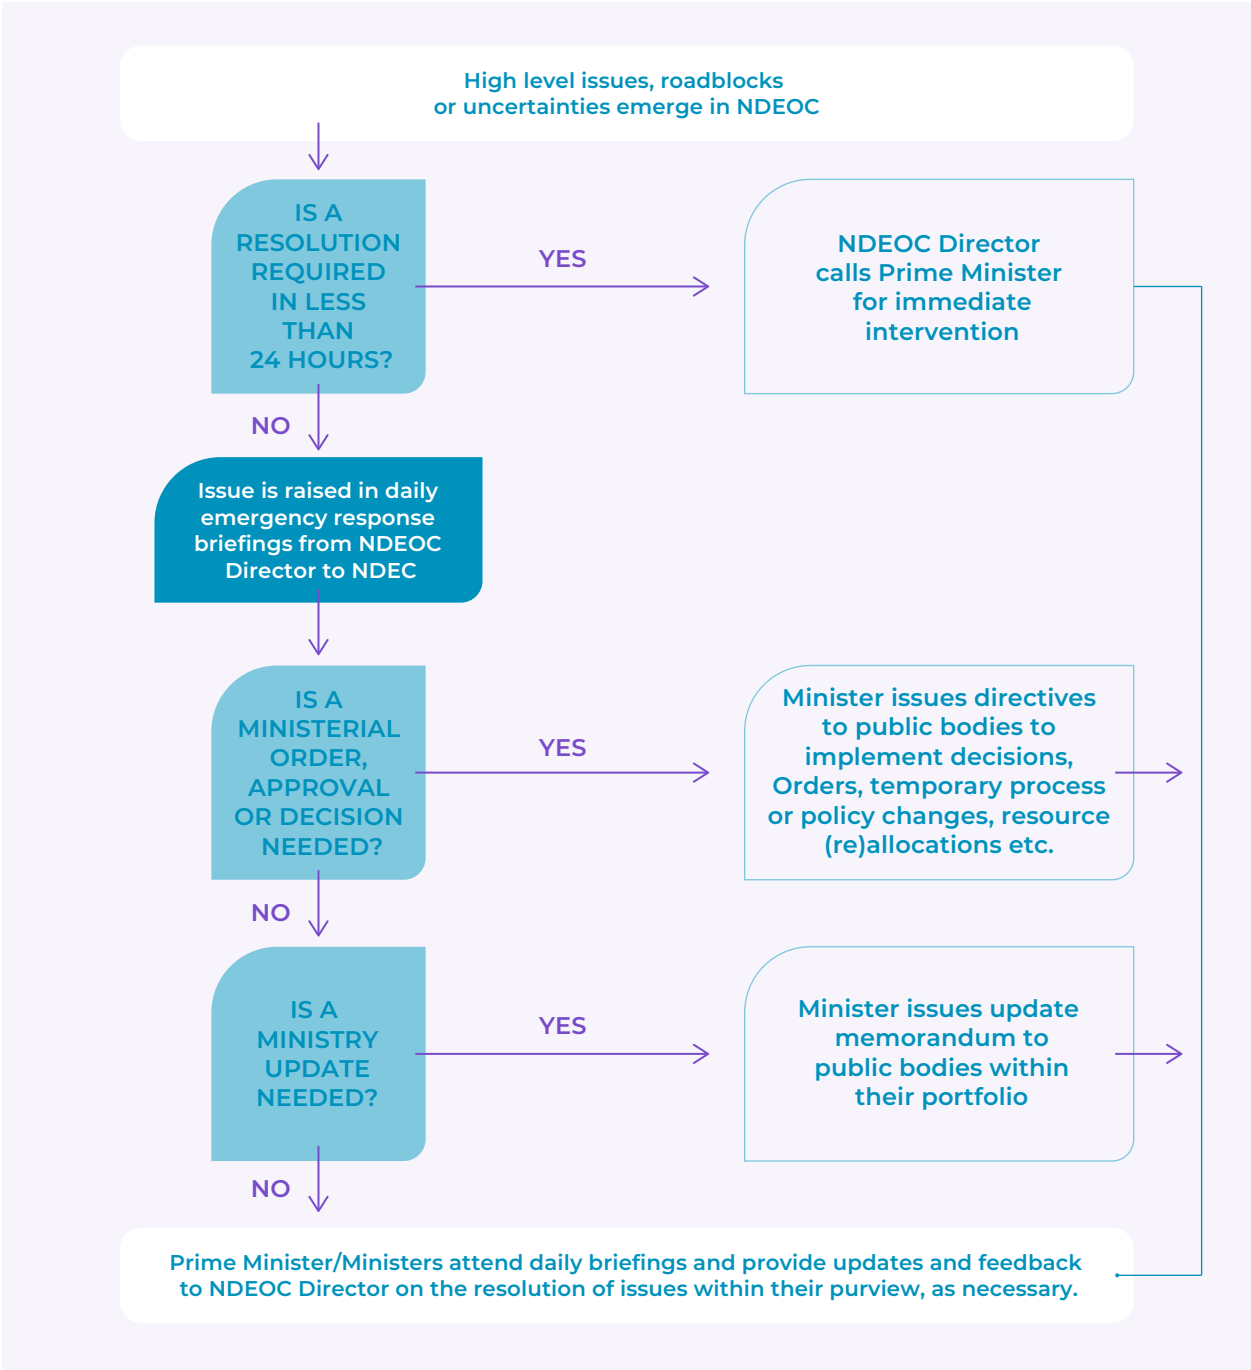 High level issues, roadblocks
or uncertainties emerge in NDEOC
IS A
RESOLUTION
REQUIRED
IN LESS
THAN
24 HOURS?
YES
NDEOC Director
calls Prime Minister
for immediate
intervention
NO
Issue is raised in daily
emergency response
briefings from NDEOC
Director to NDEC
IS A
MINISTERIAL
ORDER,
APPROVAL
OR DECISION
NEEDED?
YES
Minister issues directives
to public bodies to
implement decisions,
Orders, temporary process
or policy changes, resource
(re)allocations etc.
NO
IS A
MINISTRY
UPDATE
NEEDED?
YES
Minister issues update
memorandum to
public bodies within
their portfolio
NO
Prime Minister/Ministers attend daily briefings and provide updates and feedback
to NDEOC Director on the resolution of issues within their purview, as necessary.